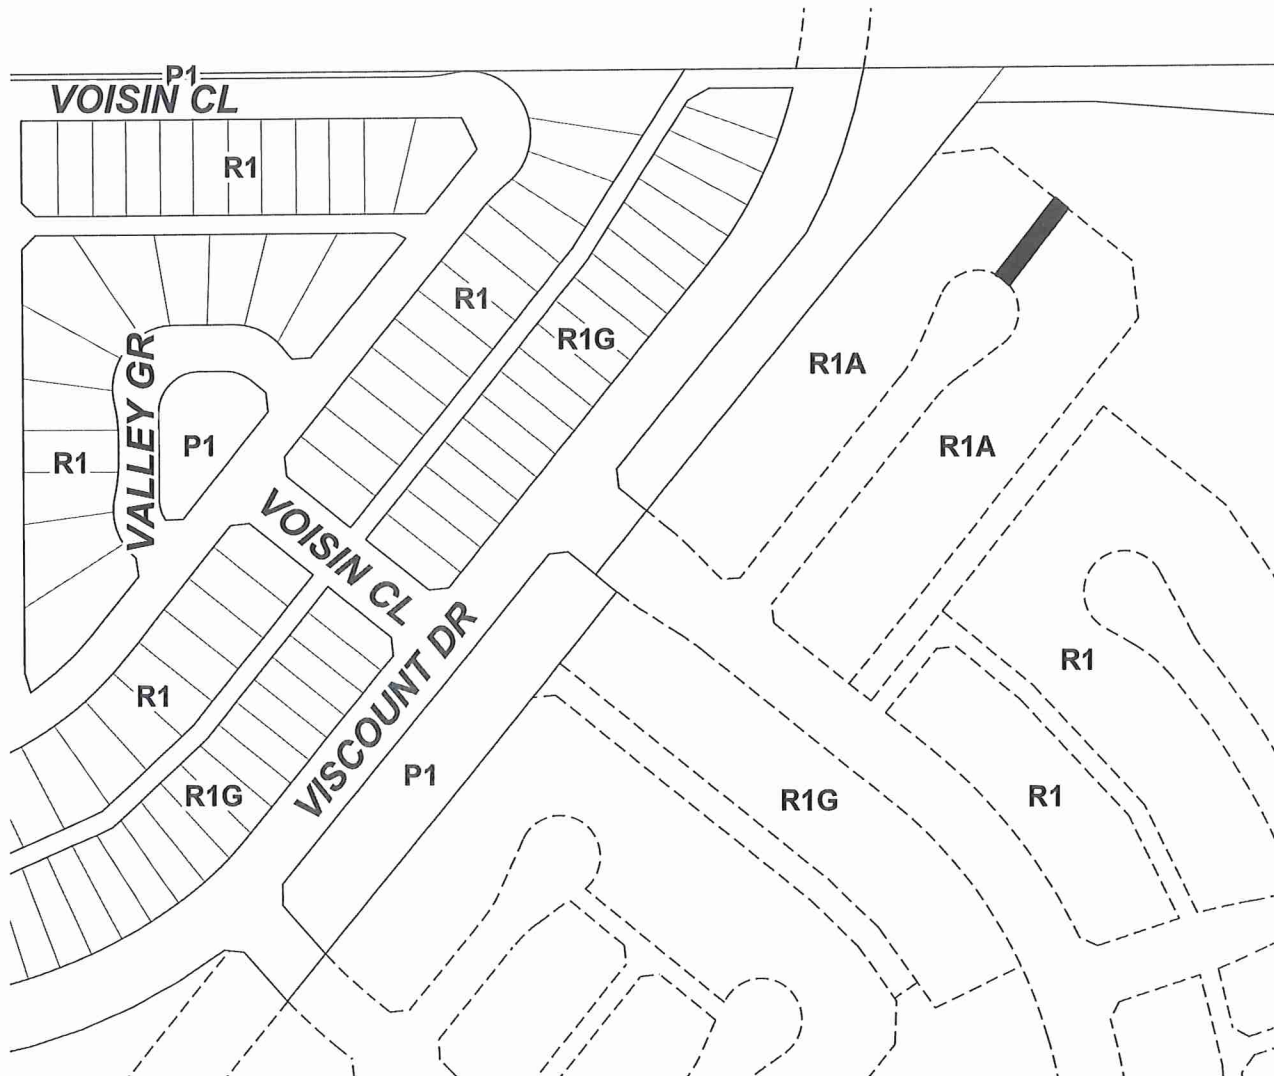 P1
VOISIN CL
R1
R1
R1G
R1A
VALLEY GR
P1
R1
R1A
VOISIN CL
VISCOUNT DR
R1
R1
P1
R1G
R1G
R1